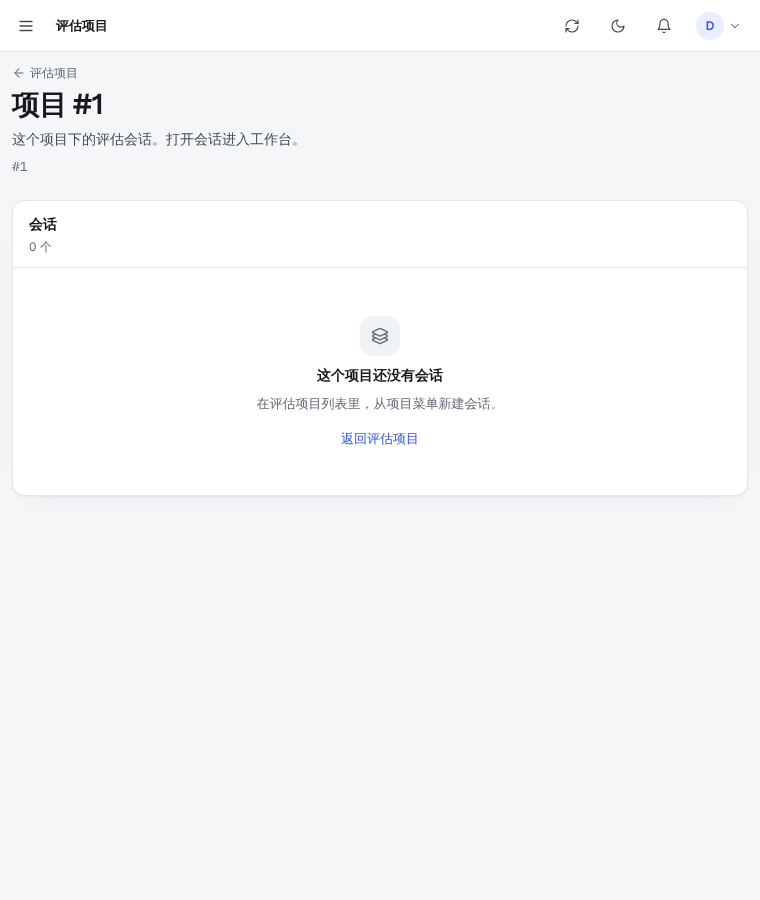 评估项目
D
评估项目
项目 #1
这个项目下的评估会话。打开会话进入工作台。
#1
会话
0 个
这个项目还没有会话
在评估项目列表里，从项目菜单新建会话。
返回评估项目